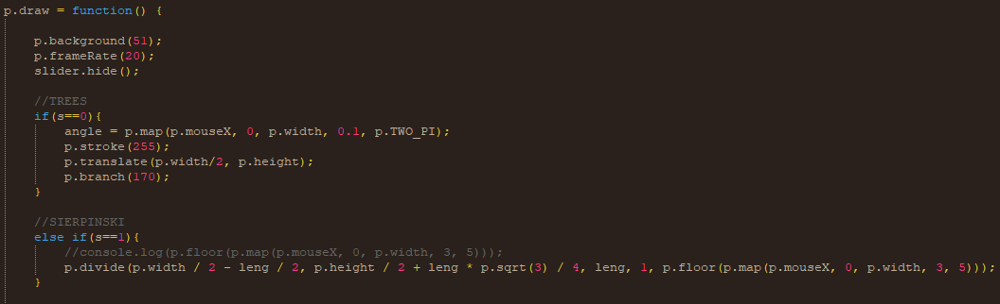 p.draw = function() {
p.background(51);
p.frameRate(20);
slider.hide();
//TREES
if(s==0){
angle = p.map(p.mouseX, 0, p.width, 0.1, p.TWO_PI);
p.stroke(255);
p.translate(p.width/2, p.height);
p.branch(170);
}
//SIERPINSKI
else if(s==1){
//console.log(p.floor(p.map(p.mouseX, 0, p.width, 3, 5)));
p.divide(p.width / 2 - leng / 2, p.height / 2 + leng * p.sqrt(3) / 4, leng, 1, p.floor(p.map(p.mouseX, 0, p.width, 3, 5)));
}